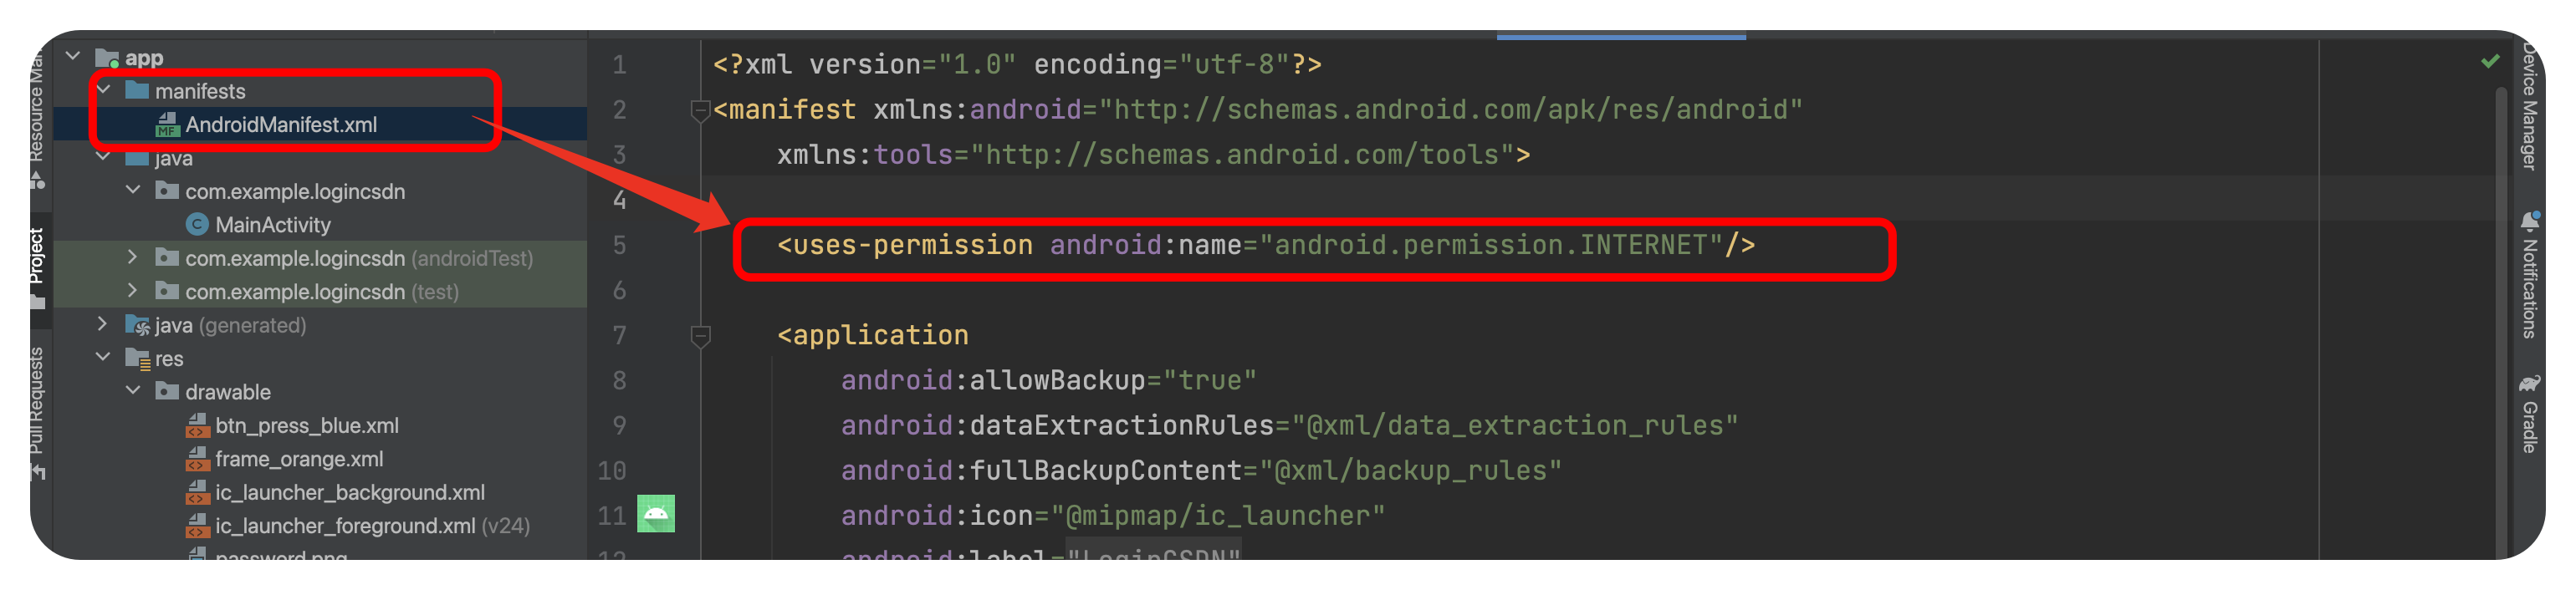 app
manifests
AndroidManifest.xml
java
com.example.logincsdn
MainActivity
com.example.logincsdn (androidTest)
com.example.logincsdn (test)
java (generated)
res
drawable
btn_press_blue.xml
frame_orange.xml
ic_launcher_background.xml
ic_launcher_foreground.xml (v24)
password.png
Resource
Project
Pull Requests
1 <?xml version="1.0" encoding="utf-8"?>
2 <manifest xmlns:android="http://schemas.android.com/apk/res/android"
3 xmlns:tools="http://schemas.android.com/tools">
4
5 <uses-permission android:name="android.permission.INTERNET"/>
6
7 <application
8 android:allowBackup="true"
9 android:dataExtractionRules="@xml/data_extraction_rules"
10 android:fullBackupContent="@xml/backup_rules"
11 android:icon="@mipmap/ic_launcher"
12 android:label="LoginCSDN"
Device Manager
Notifications
Gradle